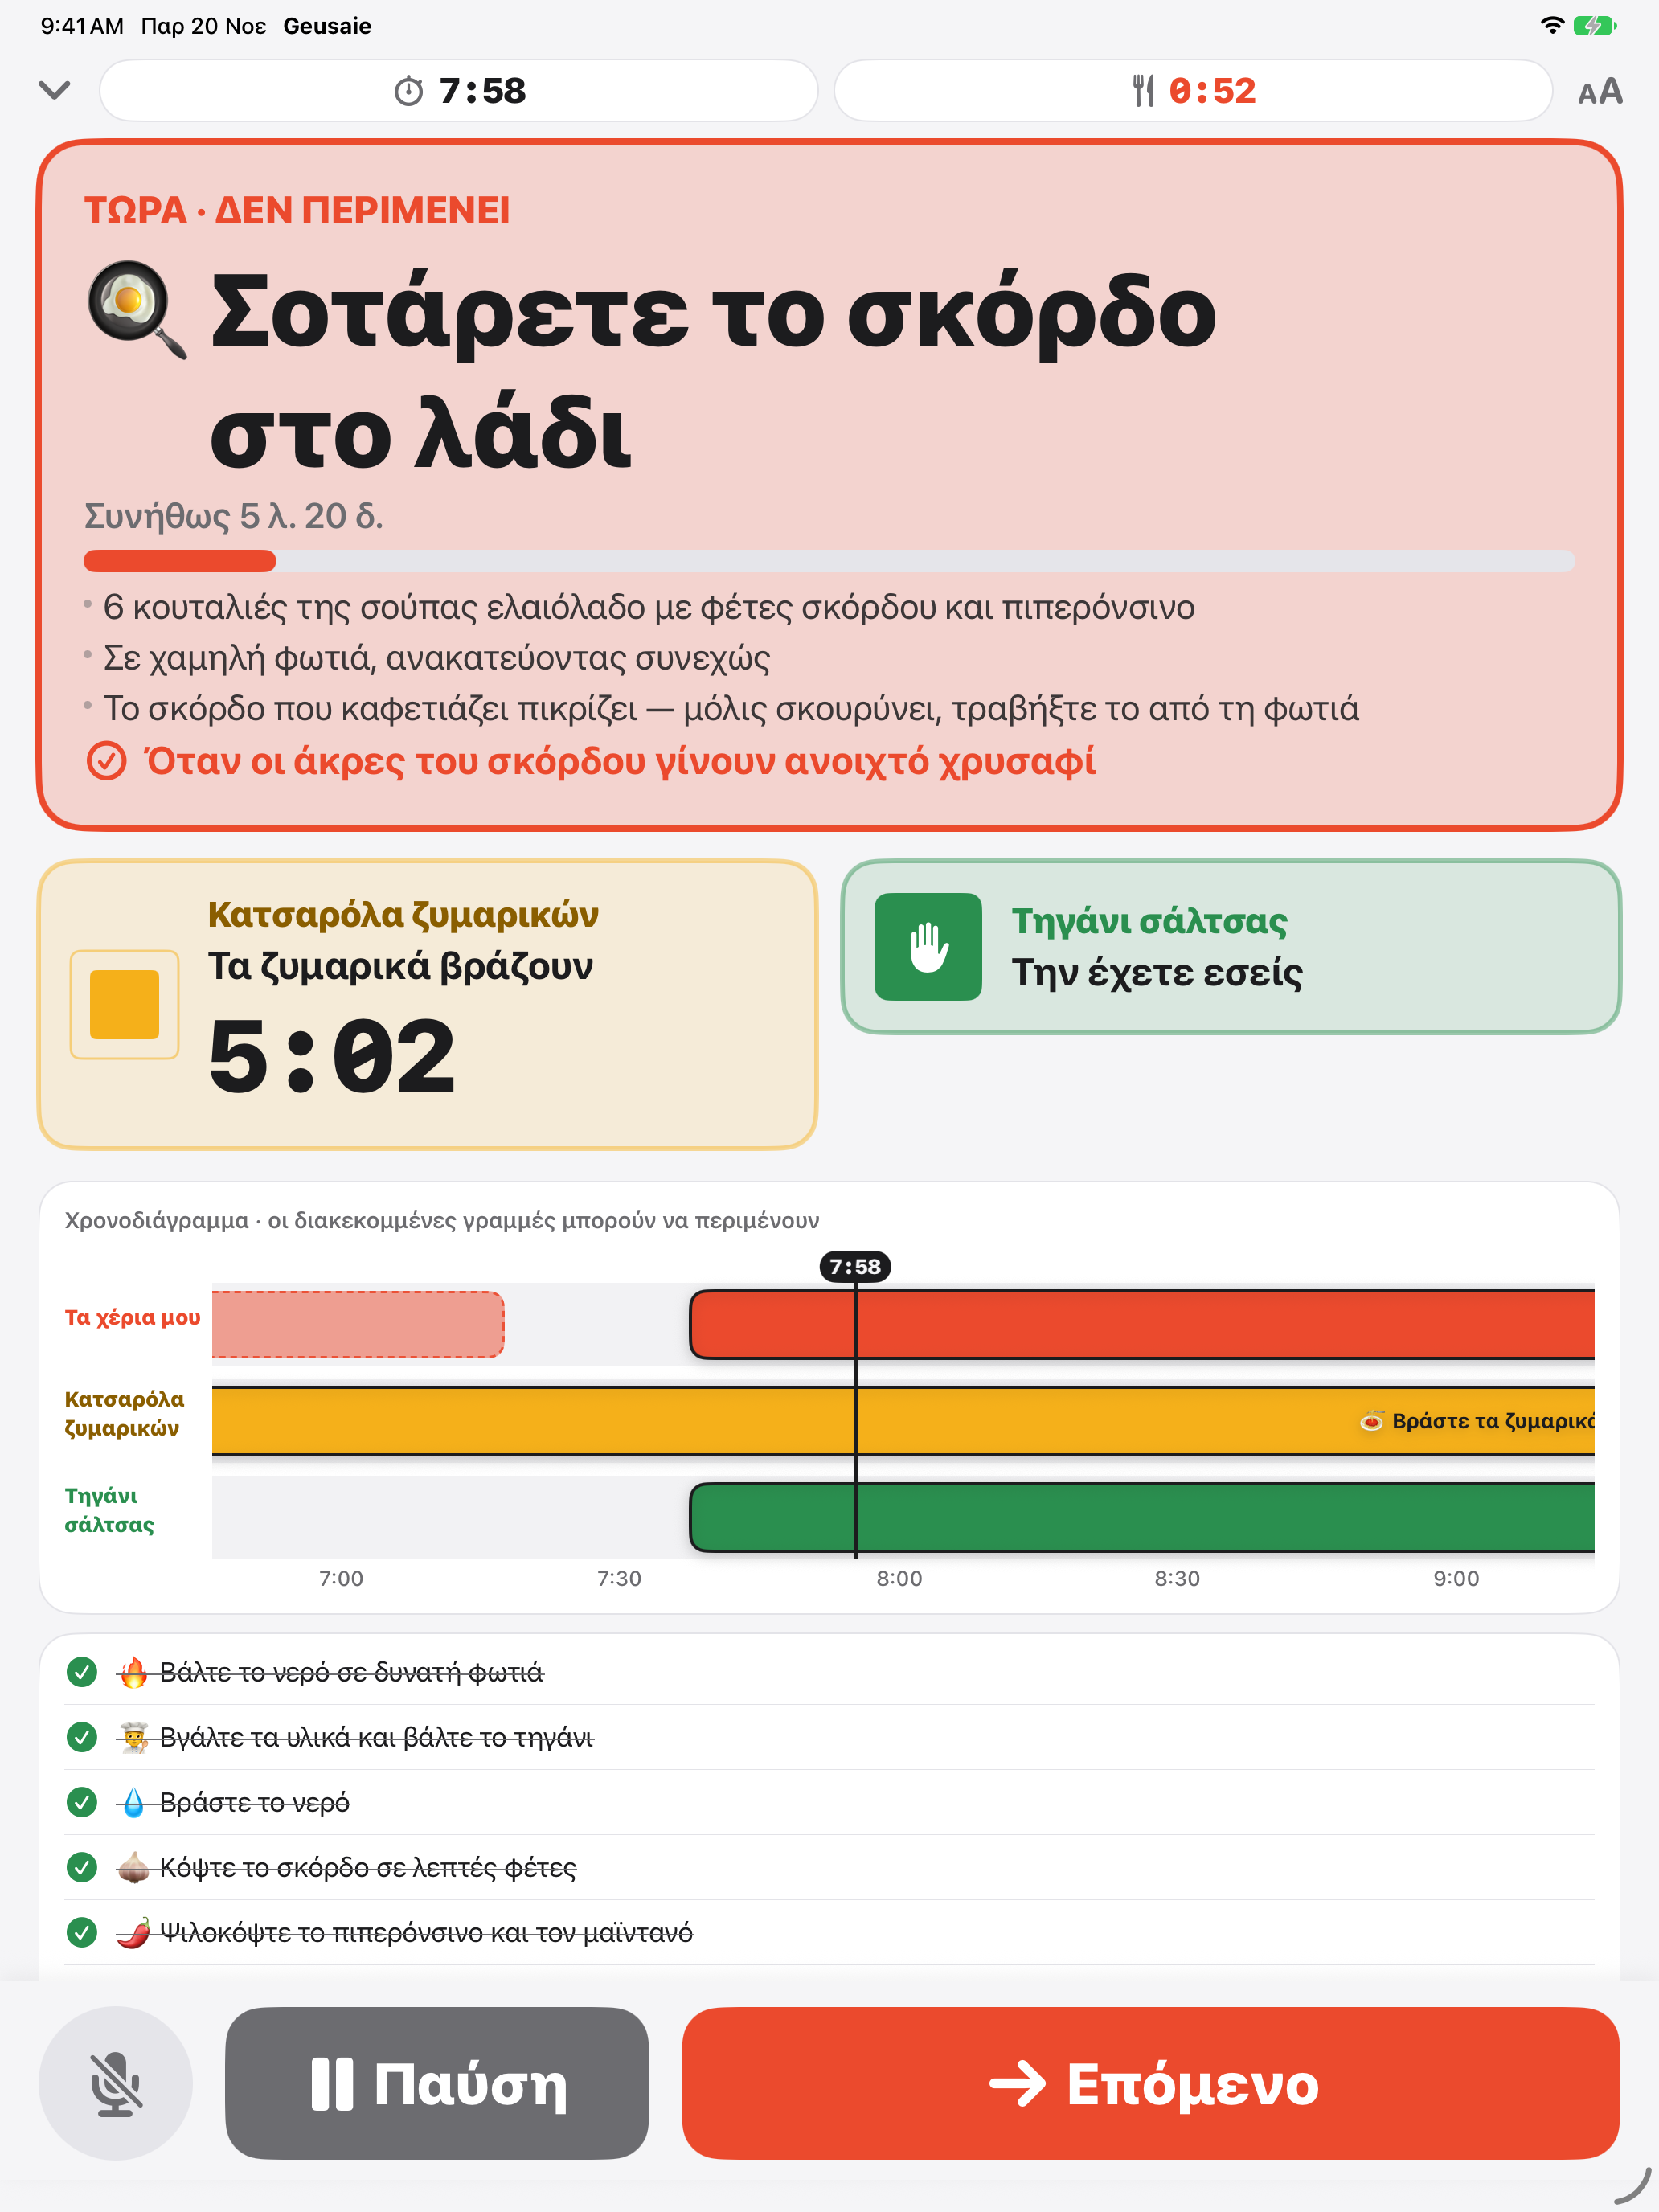 9:41 AM Παρ 20 Νοε Geusaie
7:58
0:52
AA
ΤΩΡΑ · ΔΕΝ ΠΕΡΙΜΕΝΕΙ
Σοτάρετε το σκόρδο
στο λάδι
Συνήθως 5 λ. 20 δ.
• 6 κουταλιές της σούπας ελαιόλαδο με φέτες σκόρδου και πιπερόνσινο
• Σε χαμηλή φωτιά, ανακατεύοντας συνεχώς
• Το σκόρδο που καφετιάζει πικρίζει — μόλις σκουρύνει, τραβήξτε το από τη φωτιά
Όταν οι άκρες του σκόρδου γίνουν ανοιχτό χρυσαφί
Κατσαρόλα ζυμαρικών
Τα ζυμαρικά βράζουν
5:02
Τηγάνι σάλτσας
Την έχετε εσείς
Χρονοδιάγραμμα · οι διακεκομμένες γραμμές μπορούν να περιμένουν
7:58
Τα χέρια μου
Κατσαρόλα
ζυμαρικών
Βράστε τα ζυμαρικά
Τηγάνι
σάλτσας
7:00 7:30 8:00 8:30 9:00
Βάλτε το νερό σε δυνατή φωτιά
Βγάλτε τα υλικά και βάλτε το τηγάνι
Βράστε το νερό
Κόψτε το σκόρδο σε λεπτές φέτες
Ψιλοκόψτε το πιπερόνσινο και τον μαϊντανό
Παύση
Επόμενο